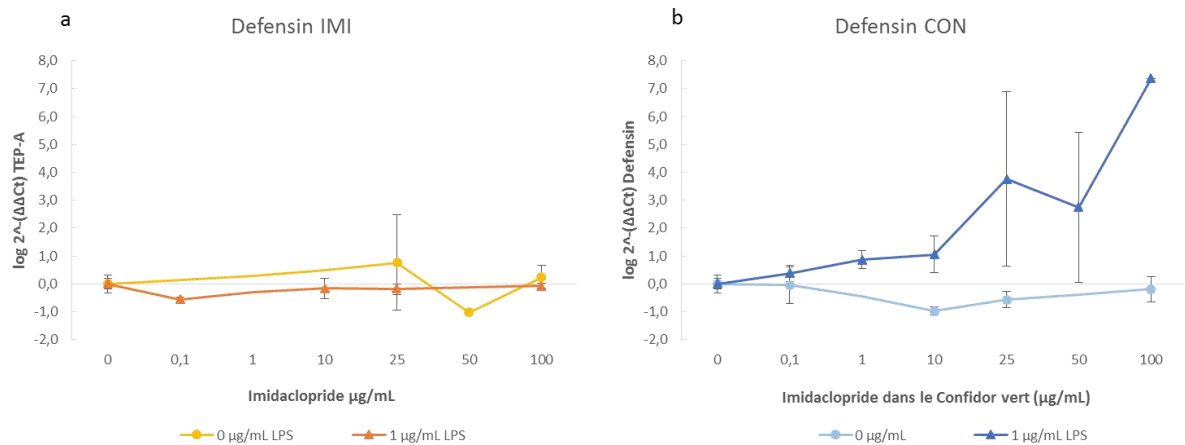 a
Defensin IMI
log 2^-(ΔΔCt) TEP-A
8,0
7,0
6,0
5,0
4,0
3,0
2,0
1,0
0,0
-1,0
-2,0
0 0,1 1 10 25 50 100
Imidaclopride µg/mL
0 µg/mL LPS 1 µg/mL LPS
b
Defensin CON
log 2^-(ΔΔCt) Defensin
8,0
7,0
6,0
5,0
4,0
3,0
2,0
1,0
0,0
-1,0
-2,0
0 0,1 1 10 25 50 100
Imidaclopride dans le Confidor vert (µg/mL)
0 µg/mL 1 µg/mL LPS